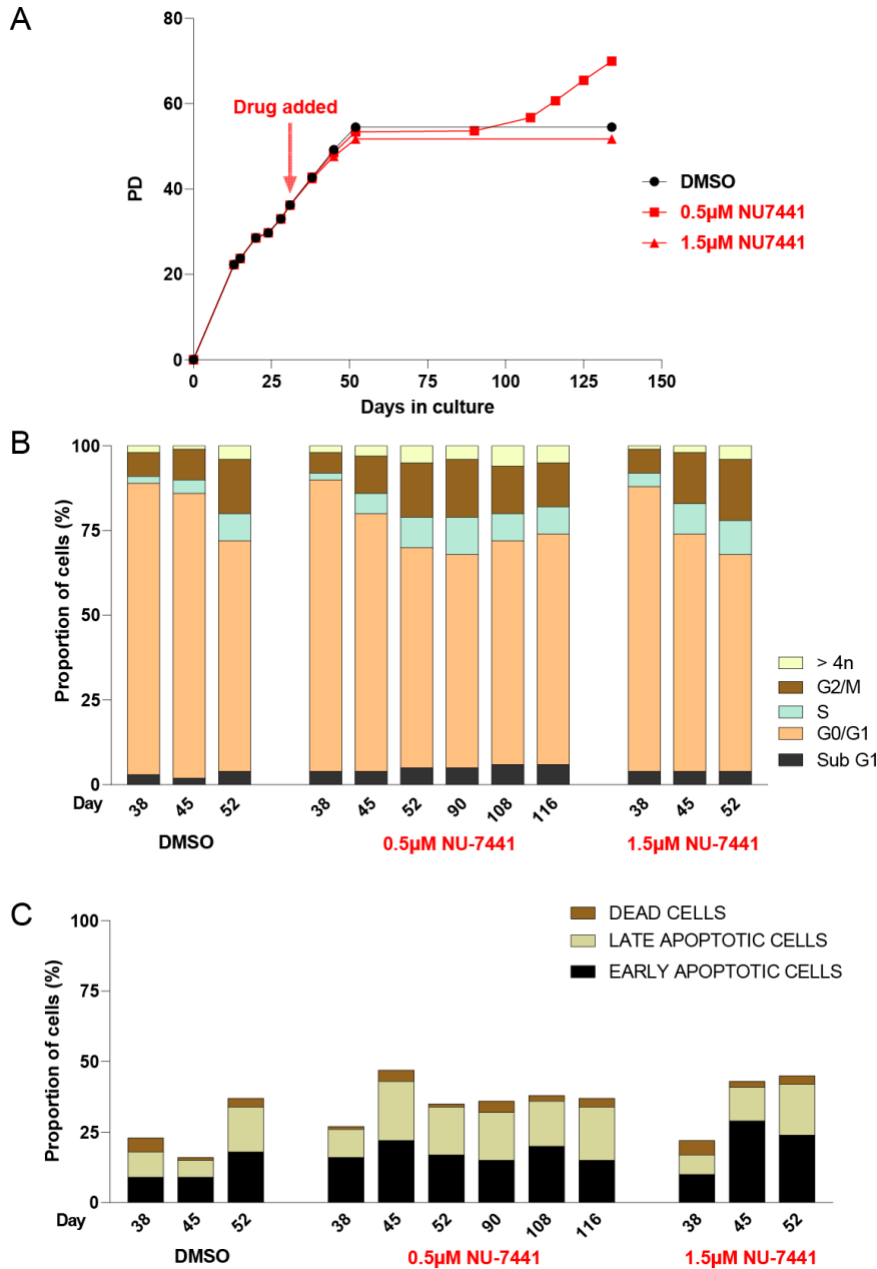 A
80
60
40
20
0
PD
Drug added
0 25 50 75 100 125 150
Days in culture
DMSO
0.5µM NU7441
1.5µM NU7441
B
100
75
50
25
0
Proportion of cells (%)
> 4n
G2/M
S
G0/G1
Sub G1
Day 38 45 52 38 45 52 90 108 116 38 45 52
DMSO 0.5µM NU-7441 1.5µM NU-7441
C
100
75
50
25
0
Proportion of cells (%)
DEAD CELLS
LATE APOPTOTIC CELLS
EARLY APOPTOTIC CELLS
Day 38 45 52 38 45 52 90 108 116 38 45 52
DMSO 0.5µM NU-7441 1.5µM NU-7441